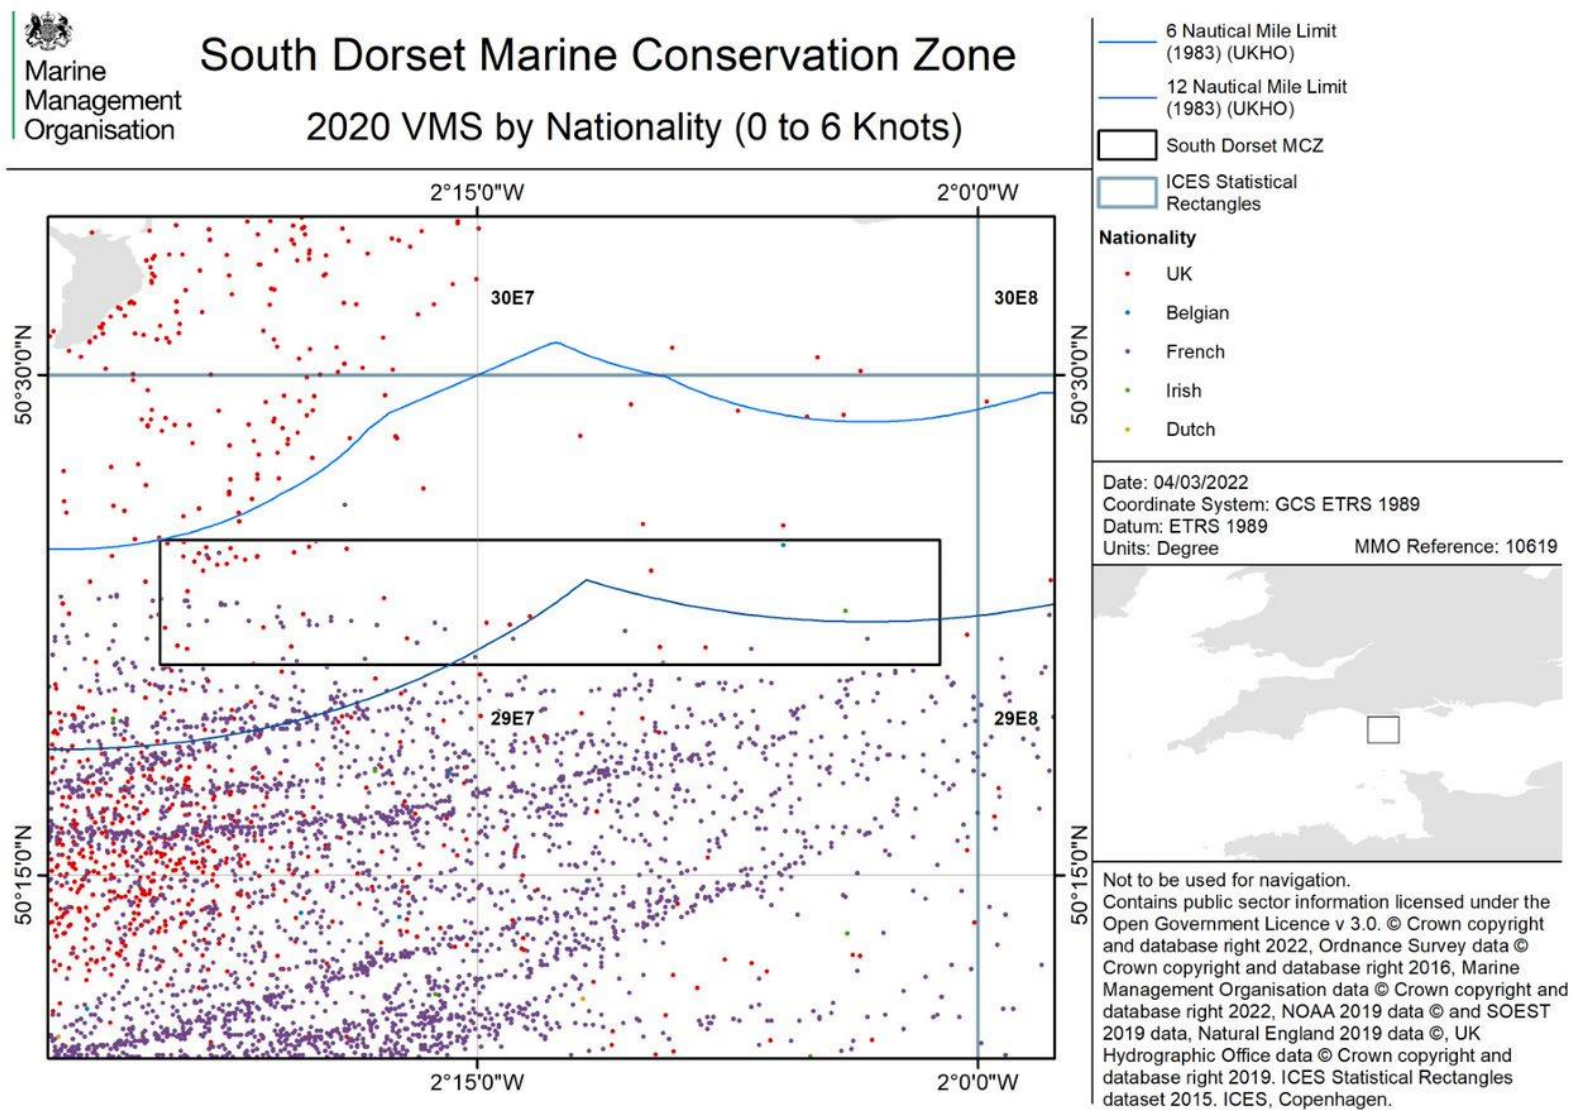 Marine
Management
Organisation
South Dorset Marine Conservation Zone
2020 VMS by Nationality (0 to 6 Knots)
2°15'0"W
2°0'0"W
30E7
30E8
50°30'0"N
50°30'0"N
29E7
29E8
50°15'0"N
50°15'0"N
2°15'0"W
2°0'0"W
6 Nautical Mile Limit
(1983) (UKHO)
12 Nautical Mile Limit
(1983) (UKHO)
South Dorset MCZ
ICES Statistical
Rectangles
Nationality
UK
Belgian
French
Irish
Dutch
Date: 04/03/2022
Coordinate System: GCS ETRS 1989
Datum: ETRS 1989
Units: Degree MMO Reference: 10619
Not to be used for navigation.
Contains public sector information licensed under the
Open Government Licence v 3.0. © Crown copyright
and database right 2022, Ordnance Survey data ©
Crown copyright and database right 2016, Marine
Management Organisation data © Crown copyright and
database right 2022, NOAA 2019 data © and SOEST
2019 data, Natural England 2019 data ©, UK
Hydrographic Office data © Crown copyright and
database right 2019. ICES Statistical Rectangles
dataset 2015. ICES, Copenhagen.